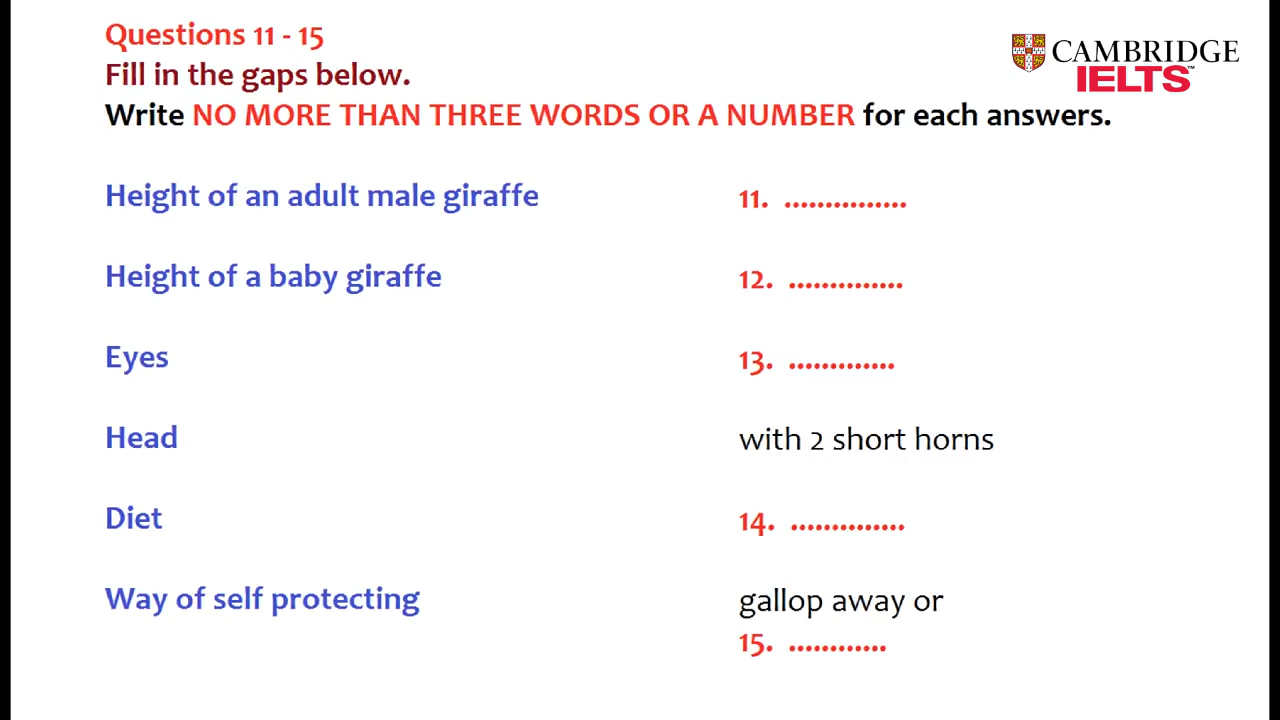 Questions 11 - 15
CAMBRIDGE
IELTS™
Fill in the gaps below.
Write NO MORE THAN THREE WORDS OR A NUMBER for each answers.
Height of an adult male giraffe 11. ...............
Height of a baby giraffe 12. ..............
Eyes 13. .............
Head with 2 short horns
Diet 14. ..............
Way of self protecting gallop away or
15. ............